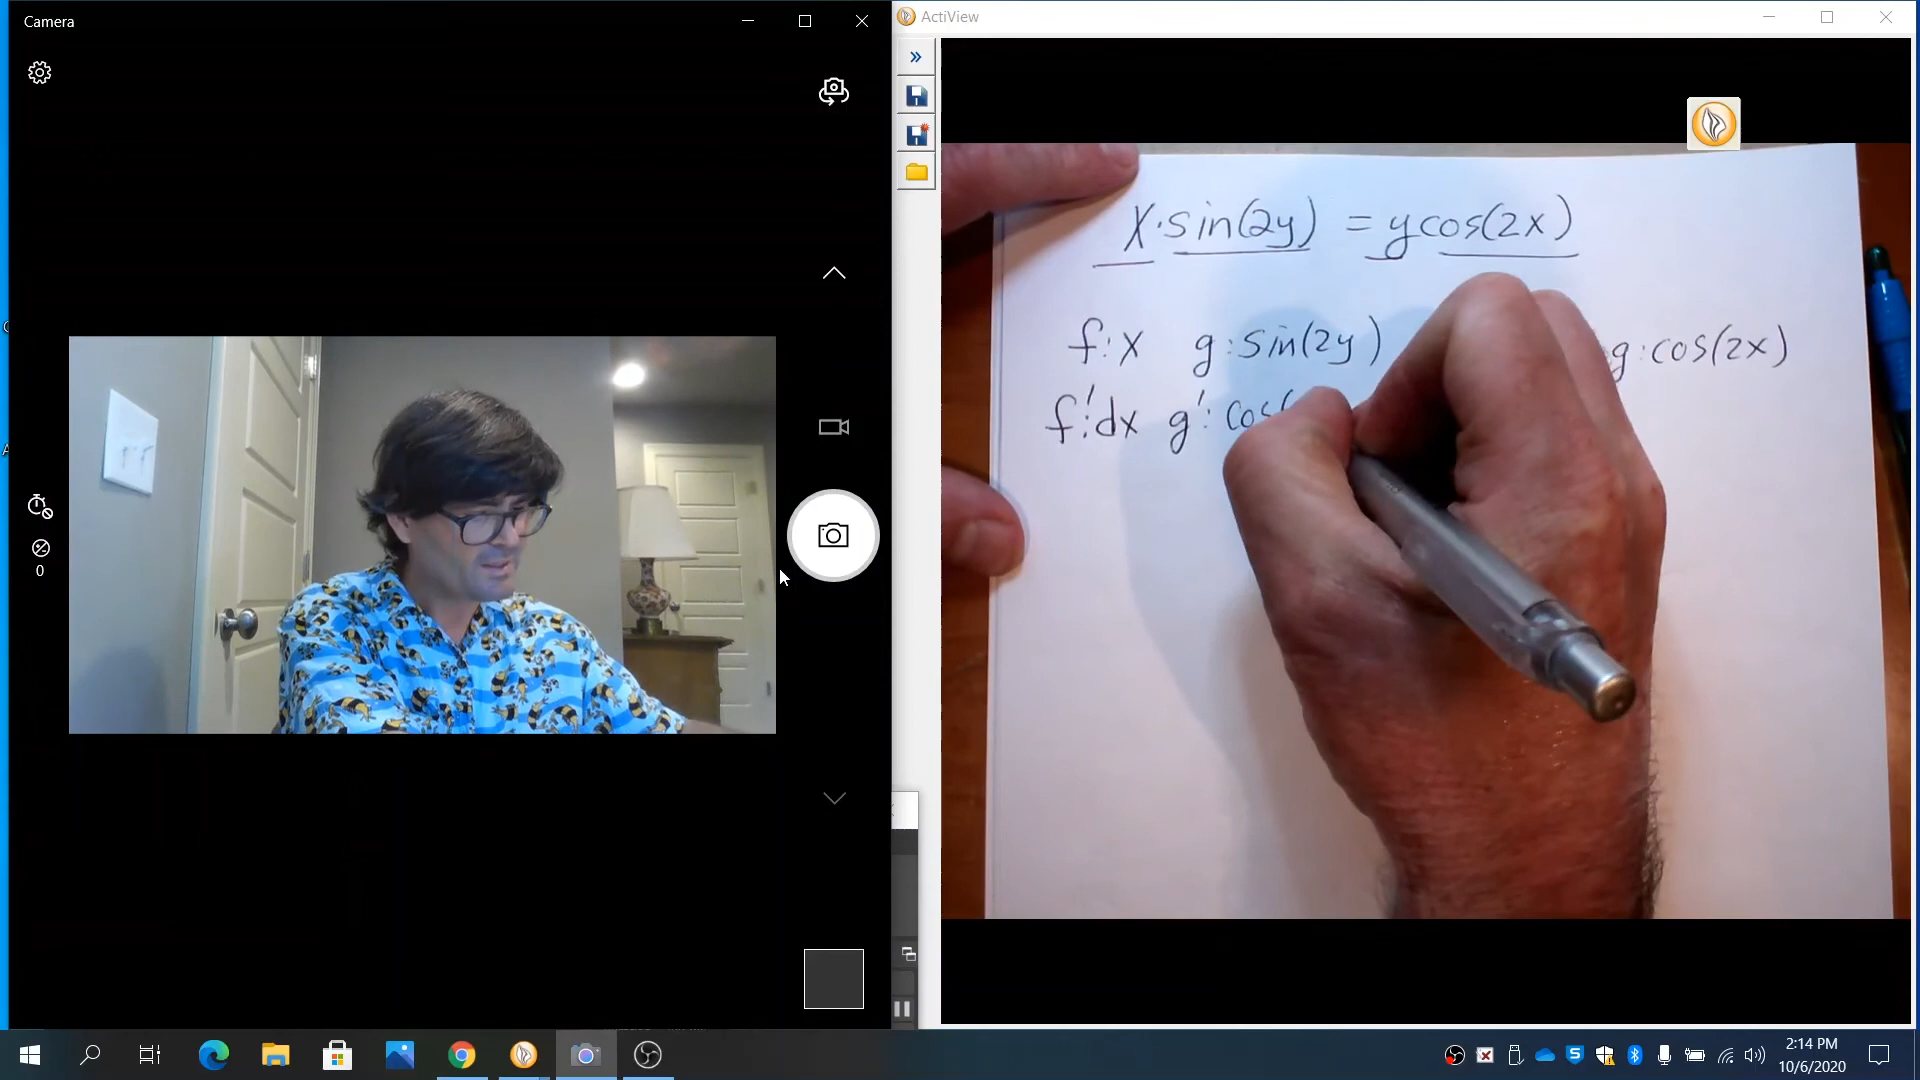 Camera
ActiView
X·sin(2y) = ycos(2x)
f:X g:sin(2y) g:cos(2x)
f':dx g':cos(
0
2:14 PM
10/6/2020